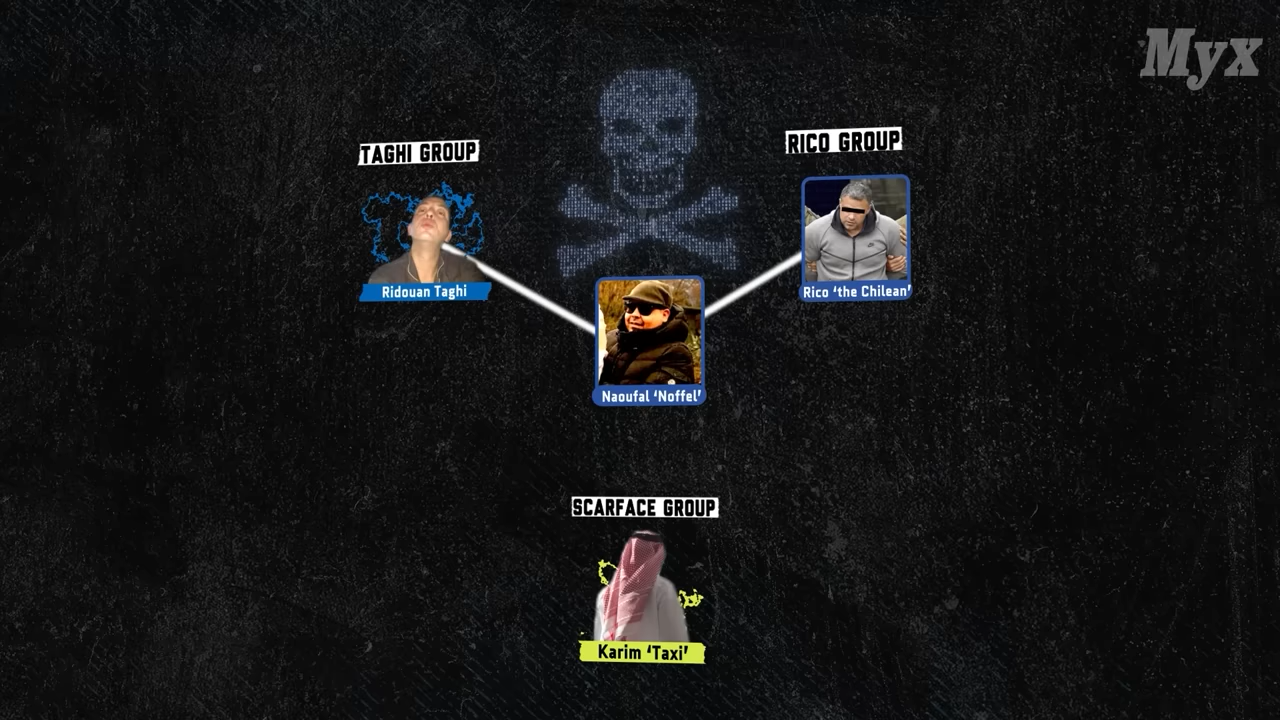 Myx
TAGHI GROUP
RICO GROUP
Ridouan Taghi
Rico ‘the Chilean’
Naoufal ‘Noffel’
SCARFACE GROUP
Karim ‘Taxi’